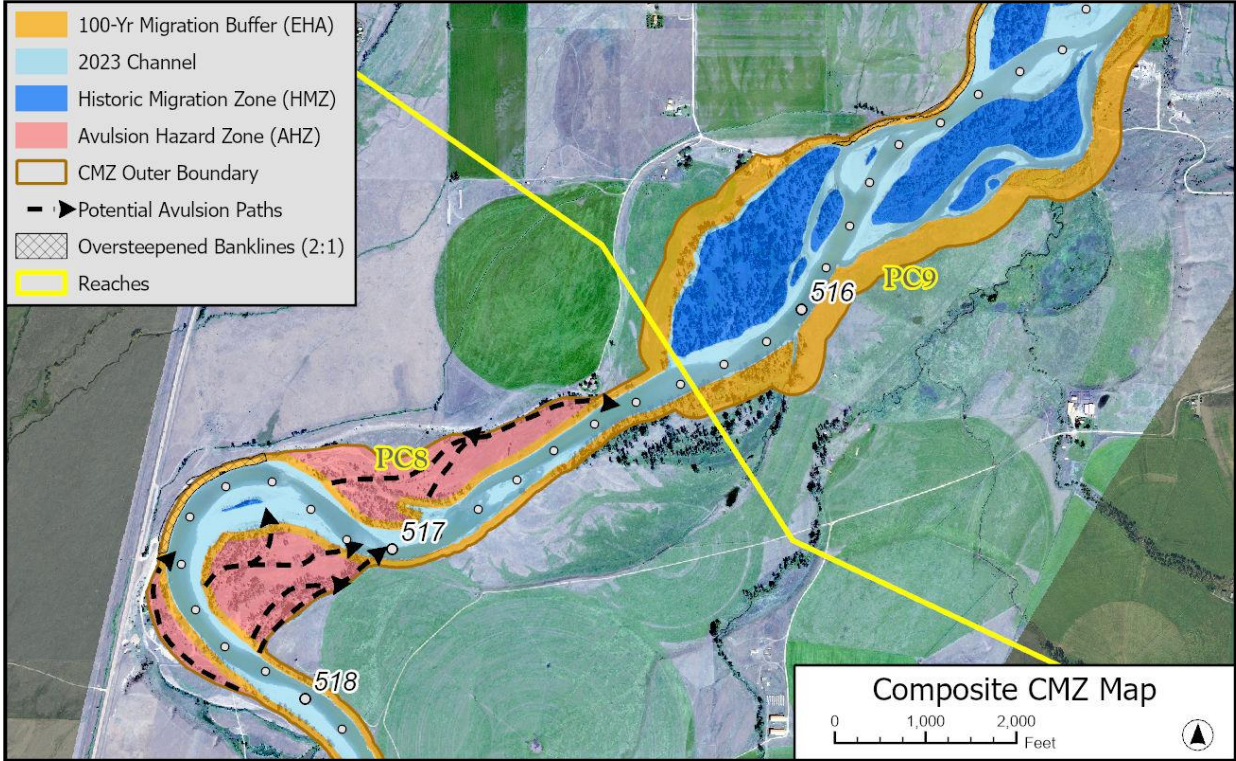 100-Yr Migration Buffer (EHA)
2023 Channel
Historic Migration Zone (HMZ)
Avulsion Hazard Zone (AHZ)
CMZ Outer Boundary
Potential Avulsion Paths
Oversteepened Banklines (2:1)
Reaches
PC9
516
PC8
517
518
Composite CMZ Map
0 1,000 2,000
Feet